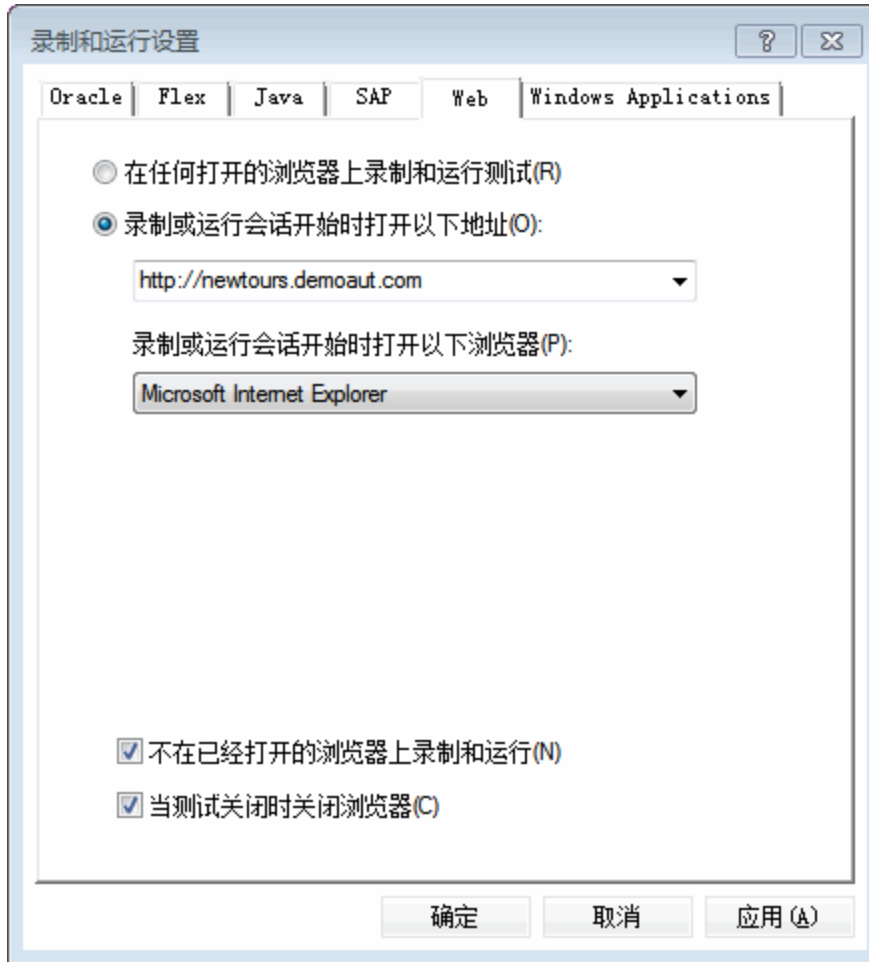 录制和运行设置
Oracle Flex Java SAP Web Windows Applications
在任何打开的浏览器上录制和运行测试(R)
录制或运行会话开始时打开以下地址(O):
http://newtours.demoaut.com
录制或运行会话开始时打开以下浏览器(P):
Microsoft Internet Explorer
不在已经打开的浏览器上录制和运行(N)
当测试关闭时关闭浏览器(C)
确定 取消 应用(A)